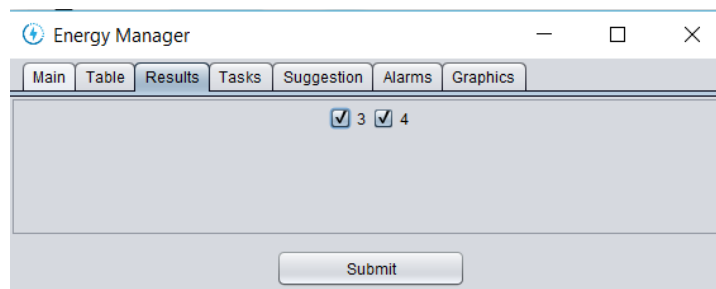 Energy Manager
Main Table Results Tasks Suggestion Alarms Graphics
3 4
Submit